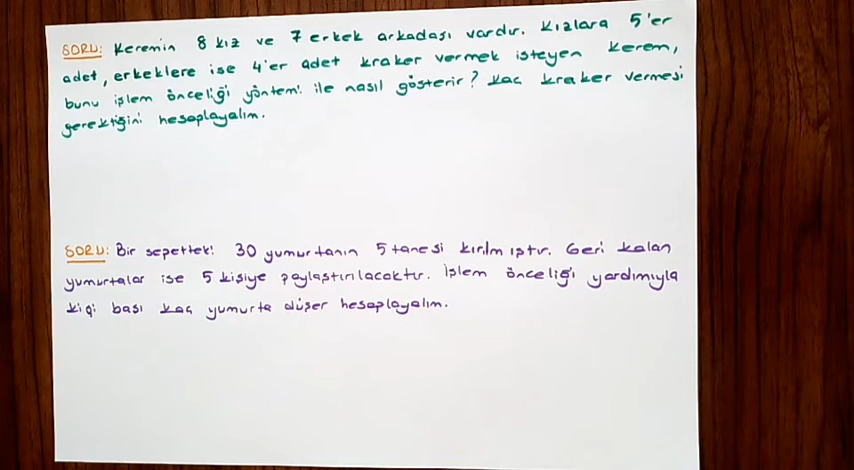 SORU: Keremin 8 kız ve 7 erkek arkadaşı vardır. Kızlara 5'er
adet, erkeklere ise 4'er adet kraker vermek isteyen Kerem,
bunu işlem önceliği yöntemi ile nasıl gösterir? Kaç kraker vermesi
gerektiğini hesaplayalım.
SORU: Bir sepetteki 30 yumurtanın 5 tanesi kırılmıştır. Geri kalan
yumurtalar ise 5 kişiye paylaştırılacaktır. İşlem önceliği yardımıyla
kişi başı kaç yumurta düşer hesaplayalım.